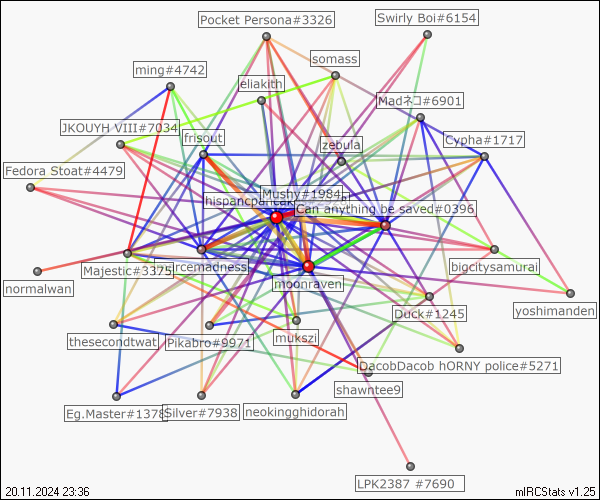 Pocket Persona#3326
Swirly Boi#6154
somass
ming#4742
eliakith
Madネコ#6901
JKOUYH VIII#7034
frisout
zebula
Cypha#1717
Fedora Stoat#4479
Mushy#1984
Can anything be saved#0396
Majestic#3375
ircemadness
bigcitysamurai
normalwan
moonraven
yoshimanden
Duck#1245
thesecondtwat
Pikabro#9971
mukszi
DacobDacob hORNY police#5271
shawntee9
Eg.Master#1378
Silver#7938
neokingghidorah
LPK2387 #7690
20.11.2024 23:36
mIRCStats v1.25